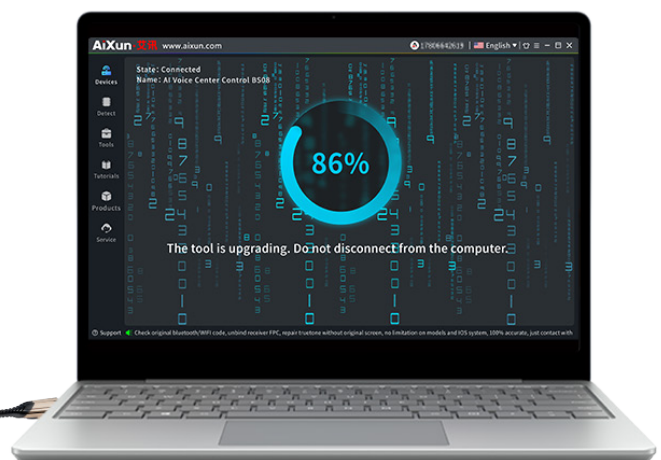 AiXun 艾讯 www.aixun.com
17806642619 English
State: Connected
Name: AI Voice Center Control B508
Devices
Detect
Tools
Tutorials
Products
Service
86%
The tool is upgrading. Do not disconnect from the computer.
Support Check original bluetooth/WIFI code, unbind receiver FPC, repair truetone without original screen, no limitation on models and IOS system, 100% accurate, just contact with